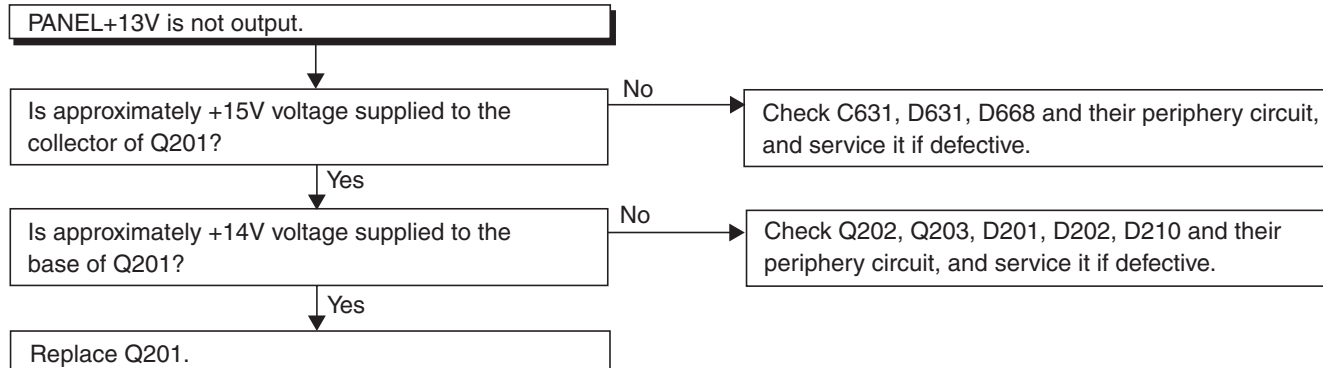 PANEL+13V is not output.
Is approximately +15V voltage supplied to the
collector of Q201?
No
Check C631, D631, D668 and their periphery circuit,
and service it if defective.
Yes
Is approximately +14V voltage supplied to the
base of Q201?
No
Check Q202, Q203, D201, D202, D210 and their
periphery circuit, and service it if defective.
Yes
Replace Q201.